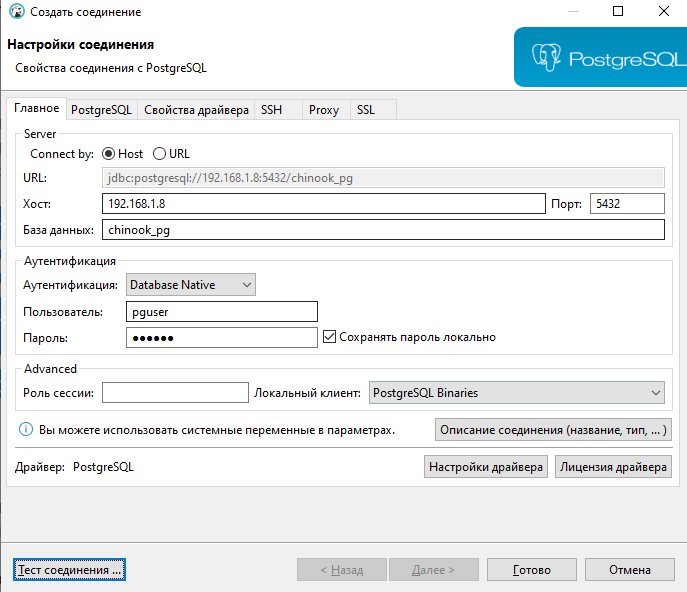 Создать соединение
Настройки соединения
Свойства соединения с PostgreSQL
PostgreSQL
Главное PostgreSQL Свойства драйвера SSH Proxy SSL
Server
Connect by: Host URL
URL: jdbc:postgresql://192.168.1.8:5432/chinook_pg
Хост: 192.168.1.8 Порт: 5432
База данных: chinook_pg
Аутентификация
Аутентификация: Database Native
Пользователь: pguser
Пароль: ●●●●●● Сохранять пароль локально
Advanced
Роль сессии: Локальный клиент: PostgreSQL Binaries
Вы можете использовать системные переменные в параметрах. Описание соединения (название, тип, ... )
Драйвер: PostgreSQL Настройки драйвера Лицензия драйвера
Тест соединения ... < Назад Далее > Готово Отмена